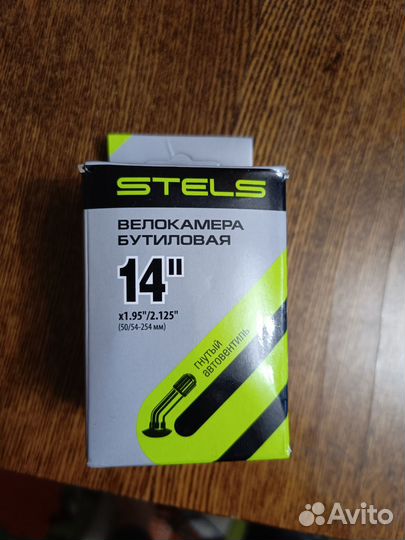 STELS
ВЕЛОКАМЕРА
БУТИЛОВАЯ
14"
x1.95"/2.125"
(50/54-254 мм)
гнутый
автовентиль
Avito